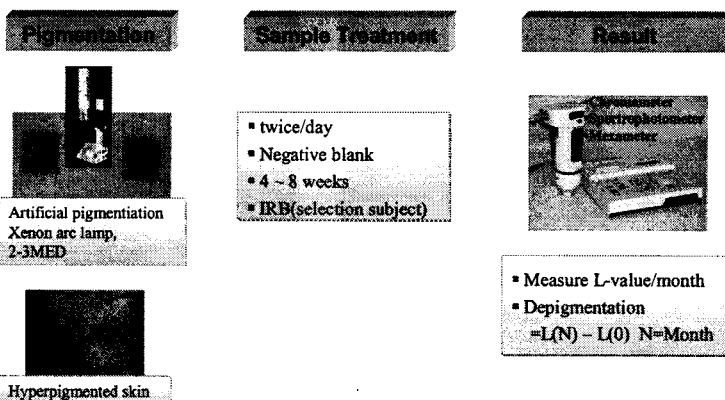 Pigmentation
Artificial pigmentiation
Xenon arc lamp,
2-3MED
Hyperpigmented skin
Sample Treatment
▪ twice/day
▪ Negative blank
▪ 4 ~ 8 weeks
▪ IRB(selection subject)
Result
Chromameter
Spectrophotometer
Mexameter
▪ Measure L-value/month
▪ Depigmentation
=L(N) – L(0) N=Month